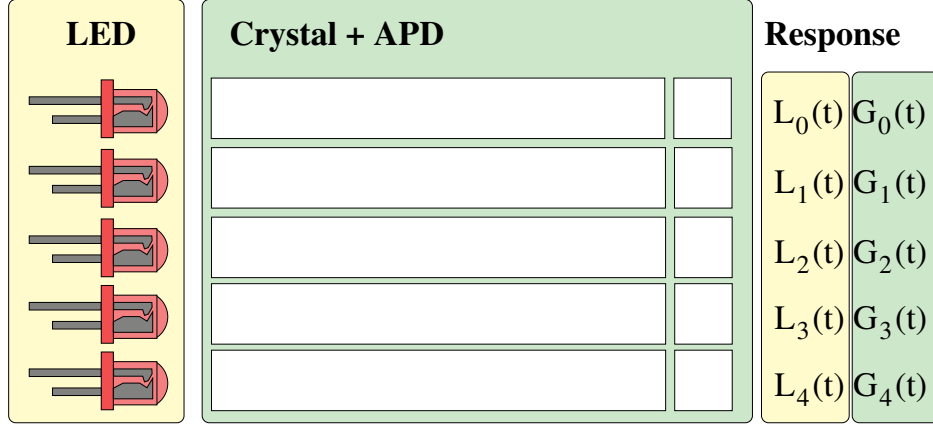 LED Crystal + APD Response
L₀(t) G₀(t)
L₁(t) G₁(t)
L₂(t) G₂(t)
L₃(t) G₃(t)
L₄(t) G₄(t)